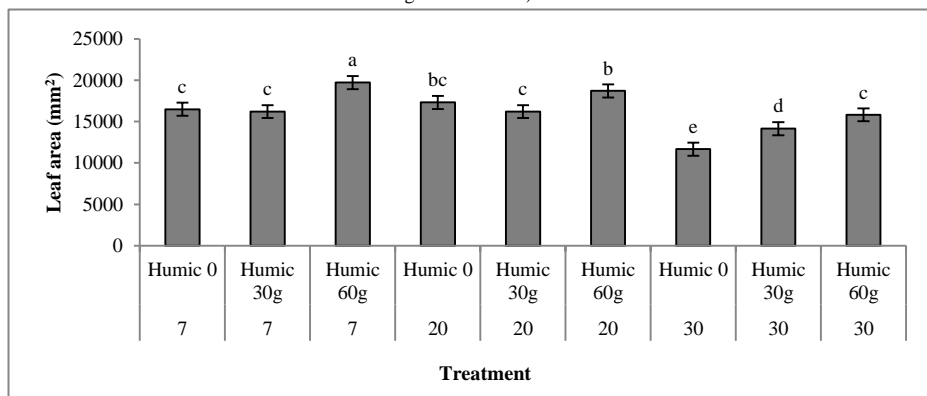 Leaf area (mm²)
25000
20000
15000
10000
5000
0
c
c
a
bc
c
b
e
d
c
Humic 0
Humic 30g
Humic 60g
Humic 0
Humic 30g
Humic 60g
Humic 0
Humic 30g
Humic 60g
7
7
7
20
20
20
30
30
30
Treatment